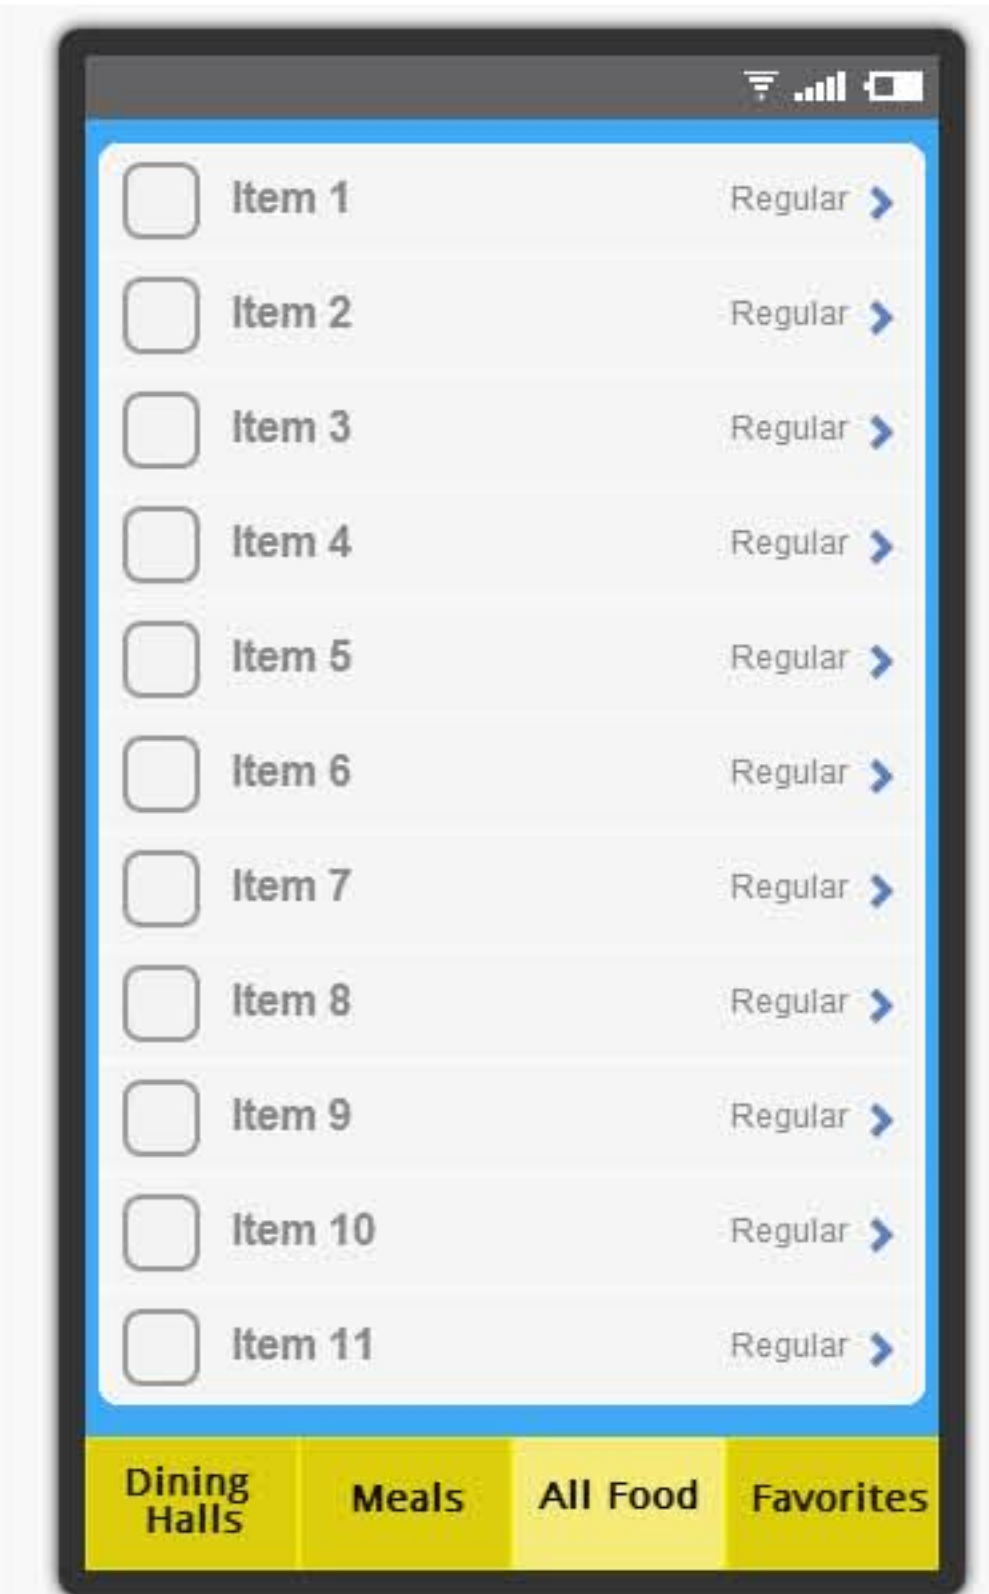 Item 1 Regular
Item 2 Regular
Item 3 Regular
Item 4 Regular
Item 5 Regular
Item 6 Regular
Item 7 Regular
Item 8 Regular
Item 9 Regular
Item 10 Regular
Item 11 Regular
Dining
Halls
Meals
All Food
Favorites